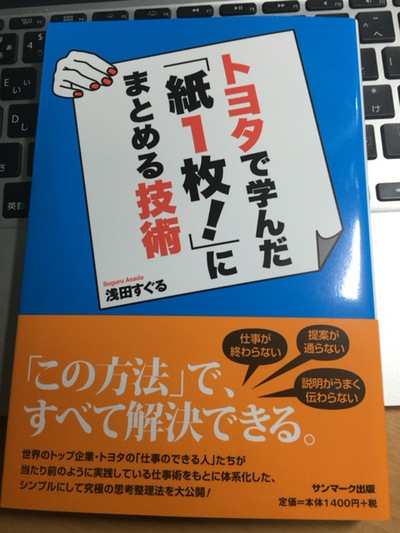 トヨタで学んだ
「紙1枚!」に
まとめる技術
Suguru Asada
浅田すぐる
仕事が
終わらない
提案が
通らない
説明がうまく
伝わらない
「この方法」で、
すべて解決できる。
世界のトップ企業・トヨタの「仕事のできる人」たちが
当たり前のように実践している仕事術をもとに体系化した、
シンプルにして究極の思考整理法を大公開!
サンマーク出版
定価=本体1400円+税
英数